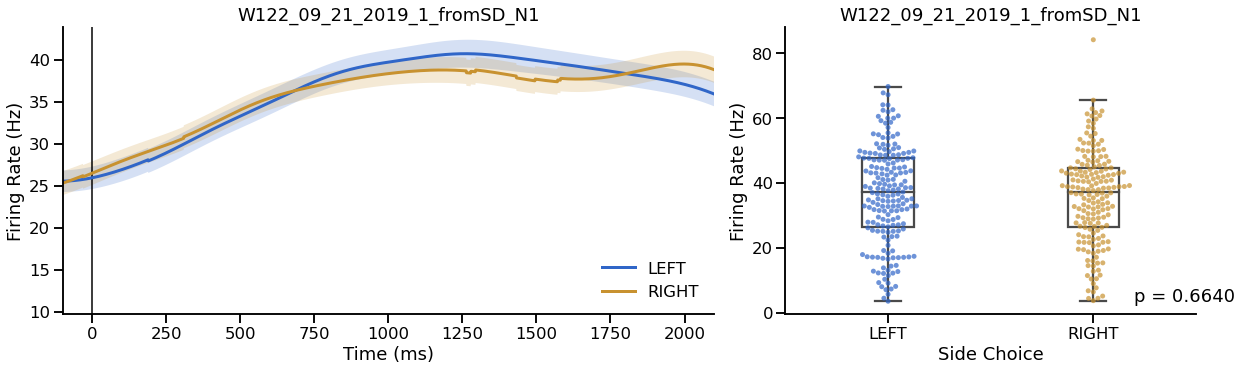 W122_09_21_2019_1_fromSD_N1
Firing Rate (Hz)
40
35
30
25
20
15
10
LEFT
RIGHT
0
250
500
750
1000
1250
1500
1750
2000
Time (ms)
W122_09_21_2019_1_fromSD_N1
Firing Rate (Hz)
80
60
40
20
0
p = 0.6640
LEFT
RIGHT
Side Choice